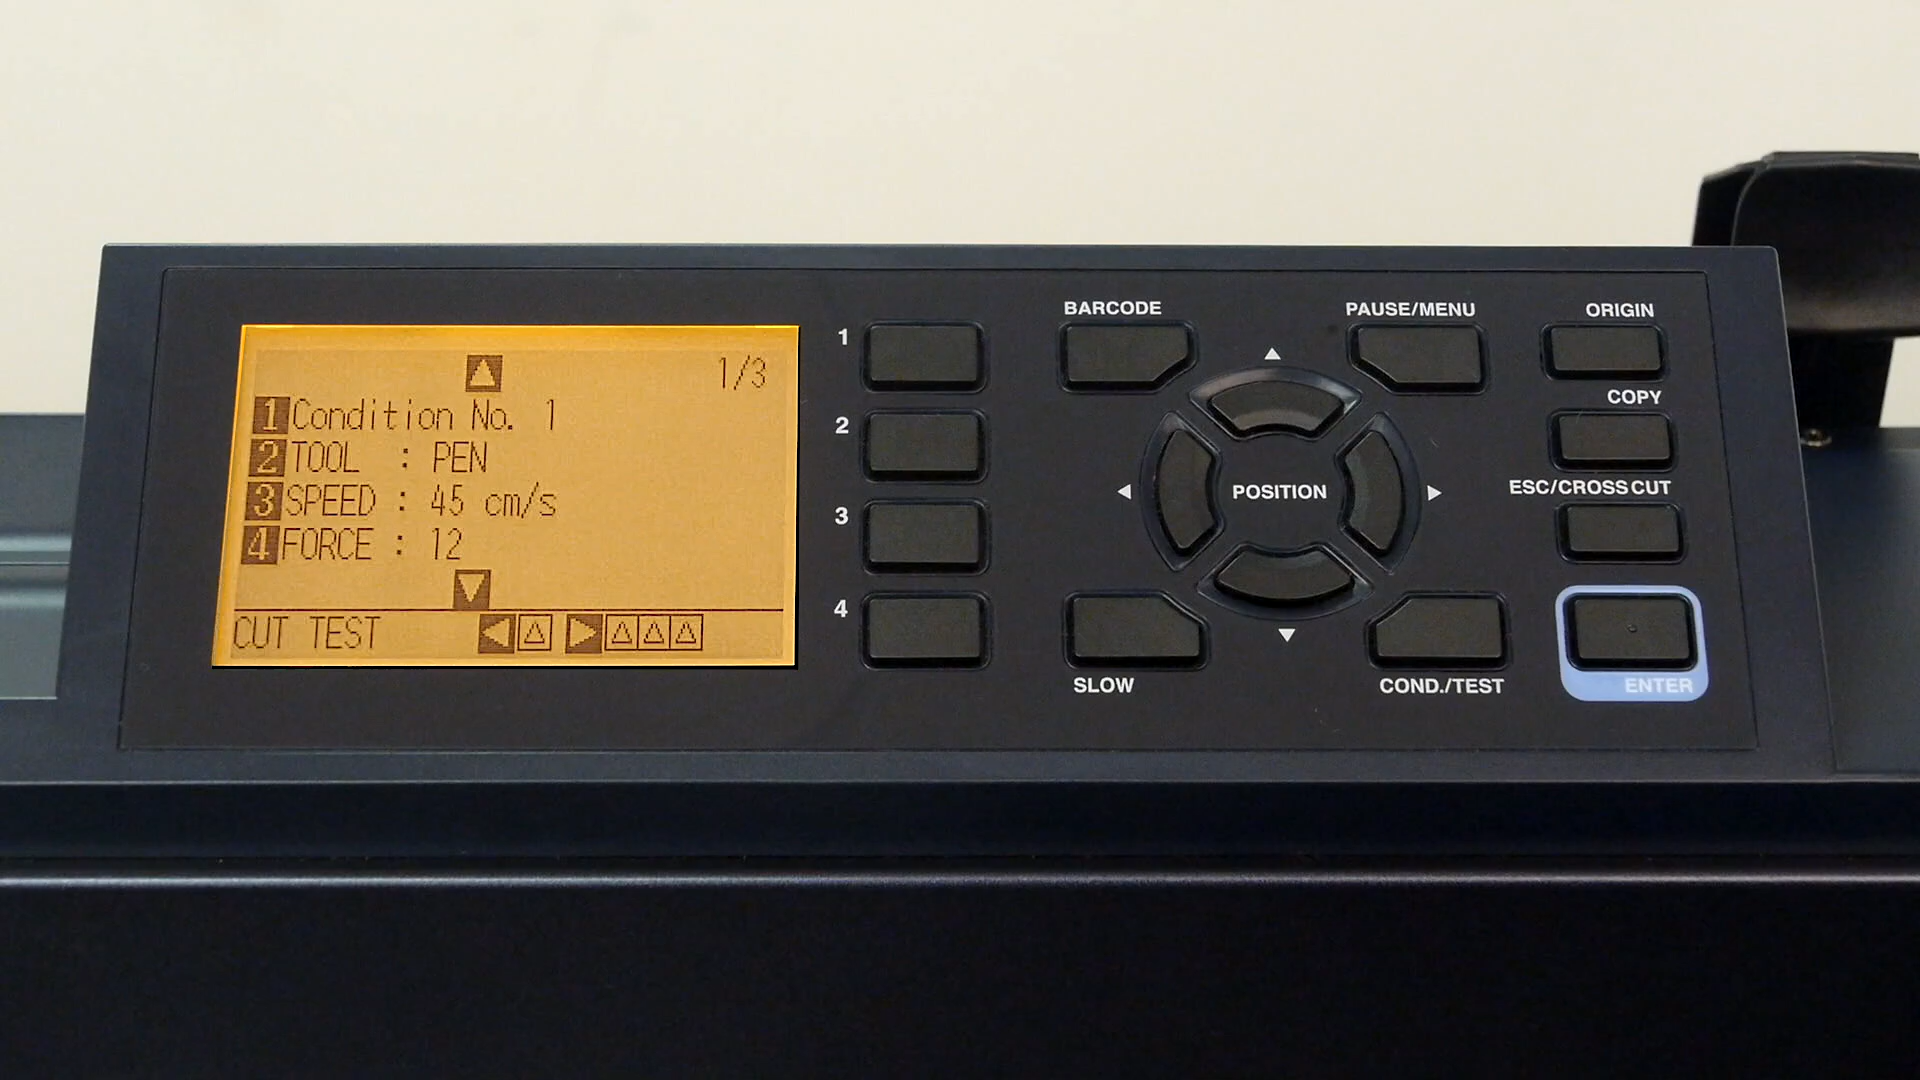 1/3
1 Condition No. 1
2 TOOL : PEN
3 SPEED : 45 cm/s
4 FORCE : 12
CUT TEST
1
2
3
4
BARCODE
PAUSE/MENU
ORIGIN
COPY
POSITION
ESC/CROSS CUT
SLOW
COND./TEST
ENTER